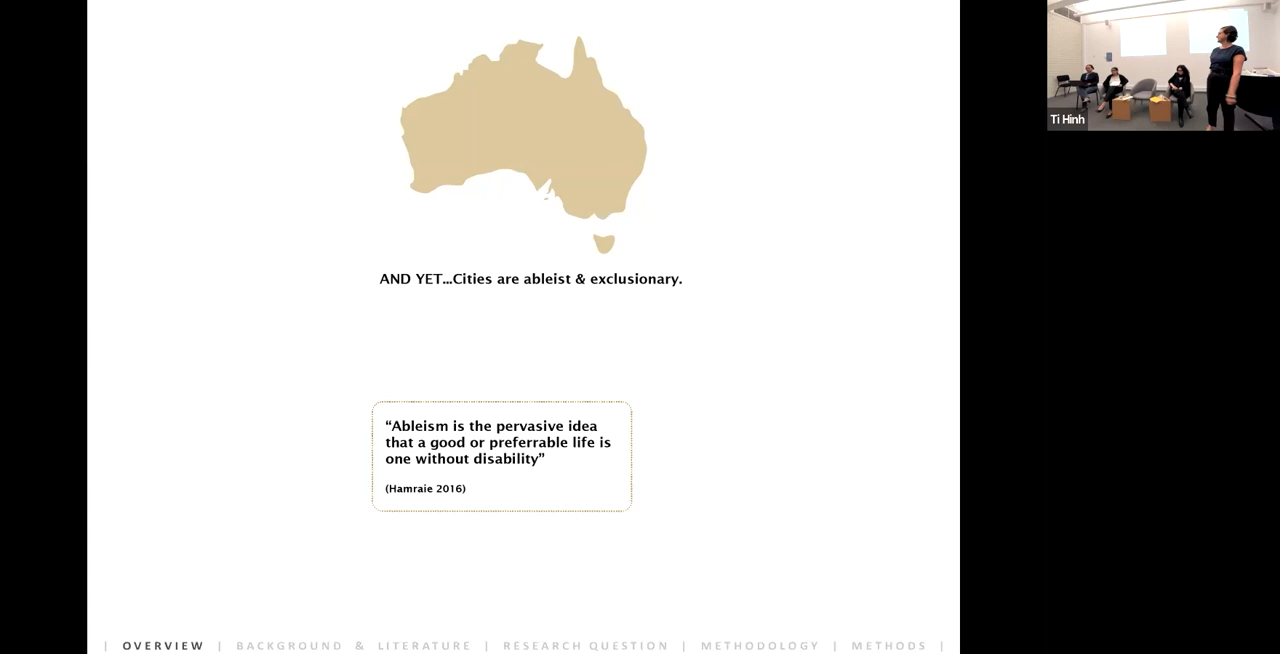 AND YET...Cities are ableist & exclusionary.
“Ableism is the pervasive idea
that a good or preferrable life is
one without disability”
(Hamraie 2016)
| OVERVIEW | BACKGROUND & LITERATURE | RESEARCH QUESTION | METHODOLOGY | METHODS |
Ti Hinh